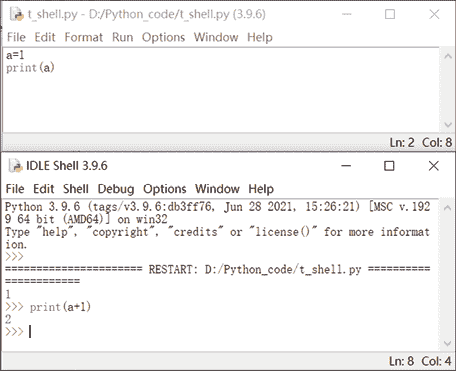 t_shell.py - D:/Python_code/t_shell.py (3.9.6)
File Edit Format Run Options Window Help
a=1
print(a)
Ln: 2 Col: 8
IDLE Shell 3.9.6
File Edit Shell Debug Options Window Help
Python 3.9.6 (tags/v3.9.6:db3ff76, Jun 28 2021, 15:26:21) [MSC v.192
9 64 bit (AMD64)] on win32
Type "help", "copyright", "credits" or "license()" for more informat
ion.
>>>
====================== RESTART: D:/Python_code/t_shell.py ==========
============
1
>>> print(a+1)
2
>>>
Ln: 8 Col: 4